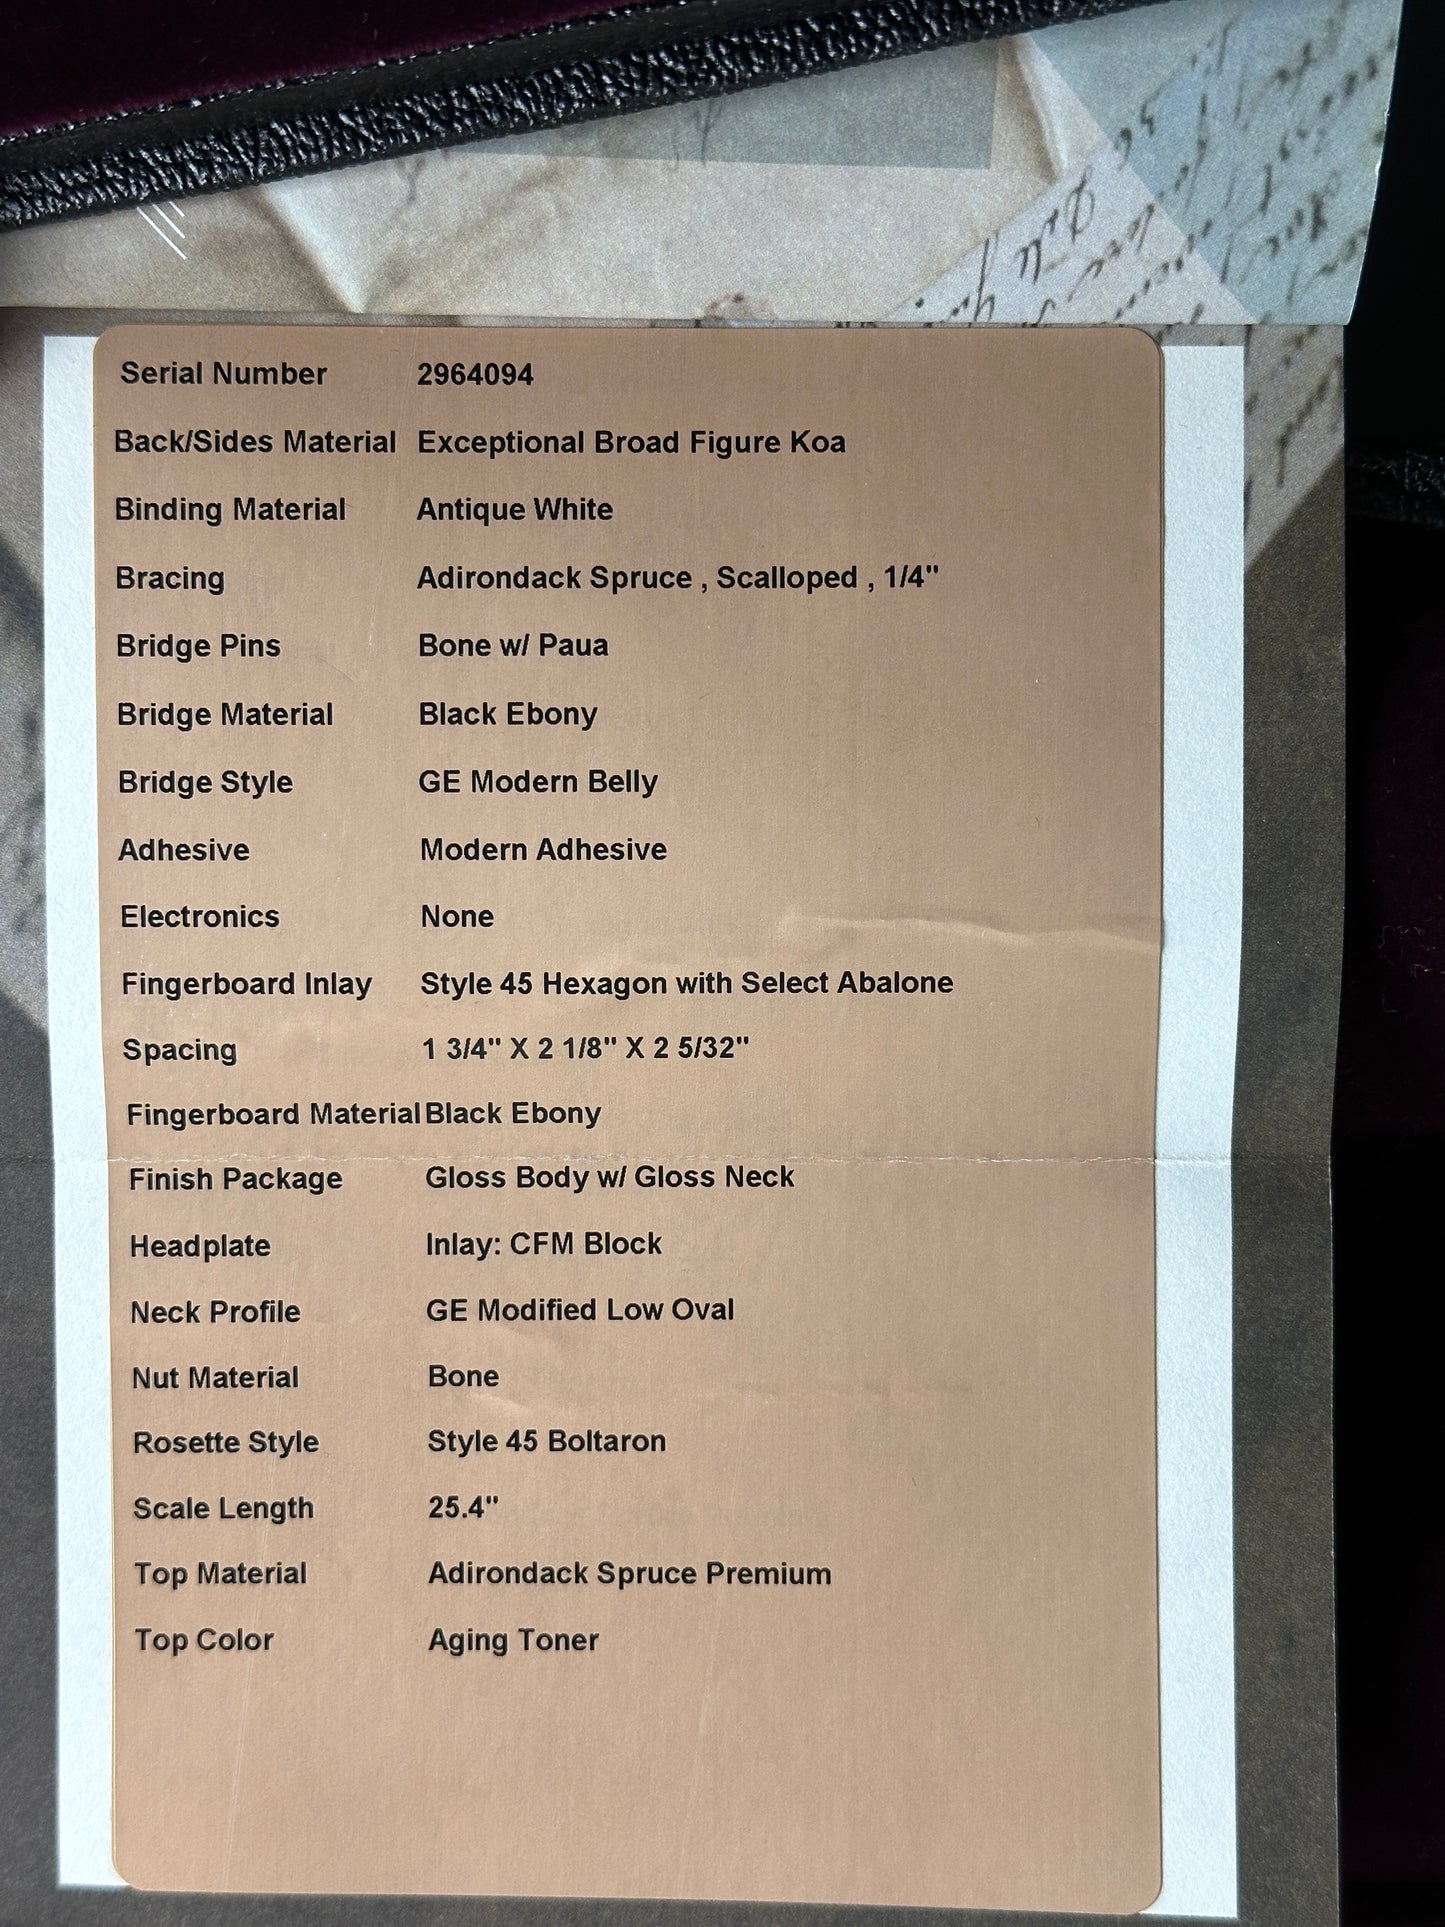 Serial Number 2964094
Back/Sides Material Exceptional Broad Figure Koa
Binding Material Antique White
Bracing Adirondack Spruce , Scalloped , 1/4"
Bridge Pins Bone w/ Paua
Bridge Material Black Ebony
Bridge Style GE Modern Belly
Adhesive Modern Adhesive
Electronics None
Fingerboard Inlay Style 45 Hexagon with Select Abalone
Spacing 1 3/4" X 2 1/8" X 2 5/32"
Fingerboard Material Black Ebony
Finish Package Gloss Body w/ Gloss Neck
Headplate Inlay: CFM Block
Neck Profile GE Modified Low Oval
Nut Material Bone
Rosette Style Style 45 Boltaron
Scale Length 25.4"
Top Material Adirondack Spruce Premium
Top Color Aging Toner